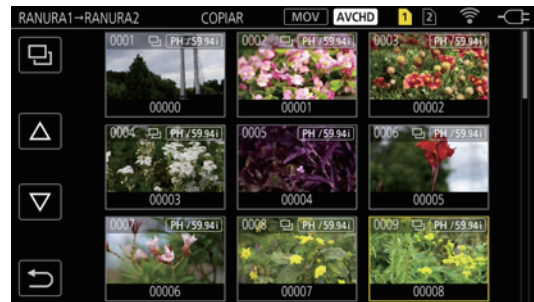 RANURA1→RANURA2 COPIAR MOV AVCHD 1 2
0001 PH /59.94i 0002 PH /59.94i 0003 PH /59.94i
00000 00001 00002
0004 PH /59.94i 0005 PH /59.94i 0006 PH /59.94i
00003 00004 00005
0007 PH /59.94i 0008 PH /59.94i 0009 PH /59.94i
00006 00007 00008